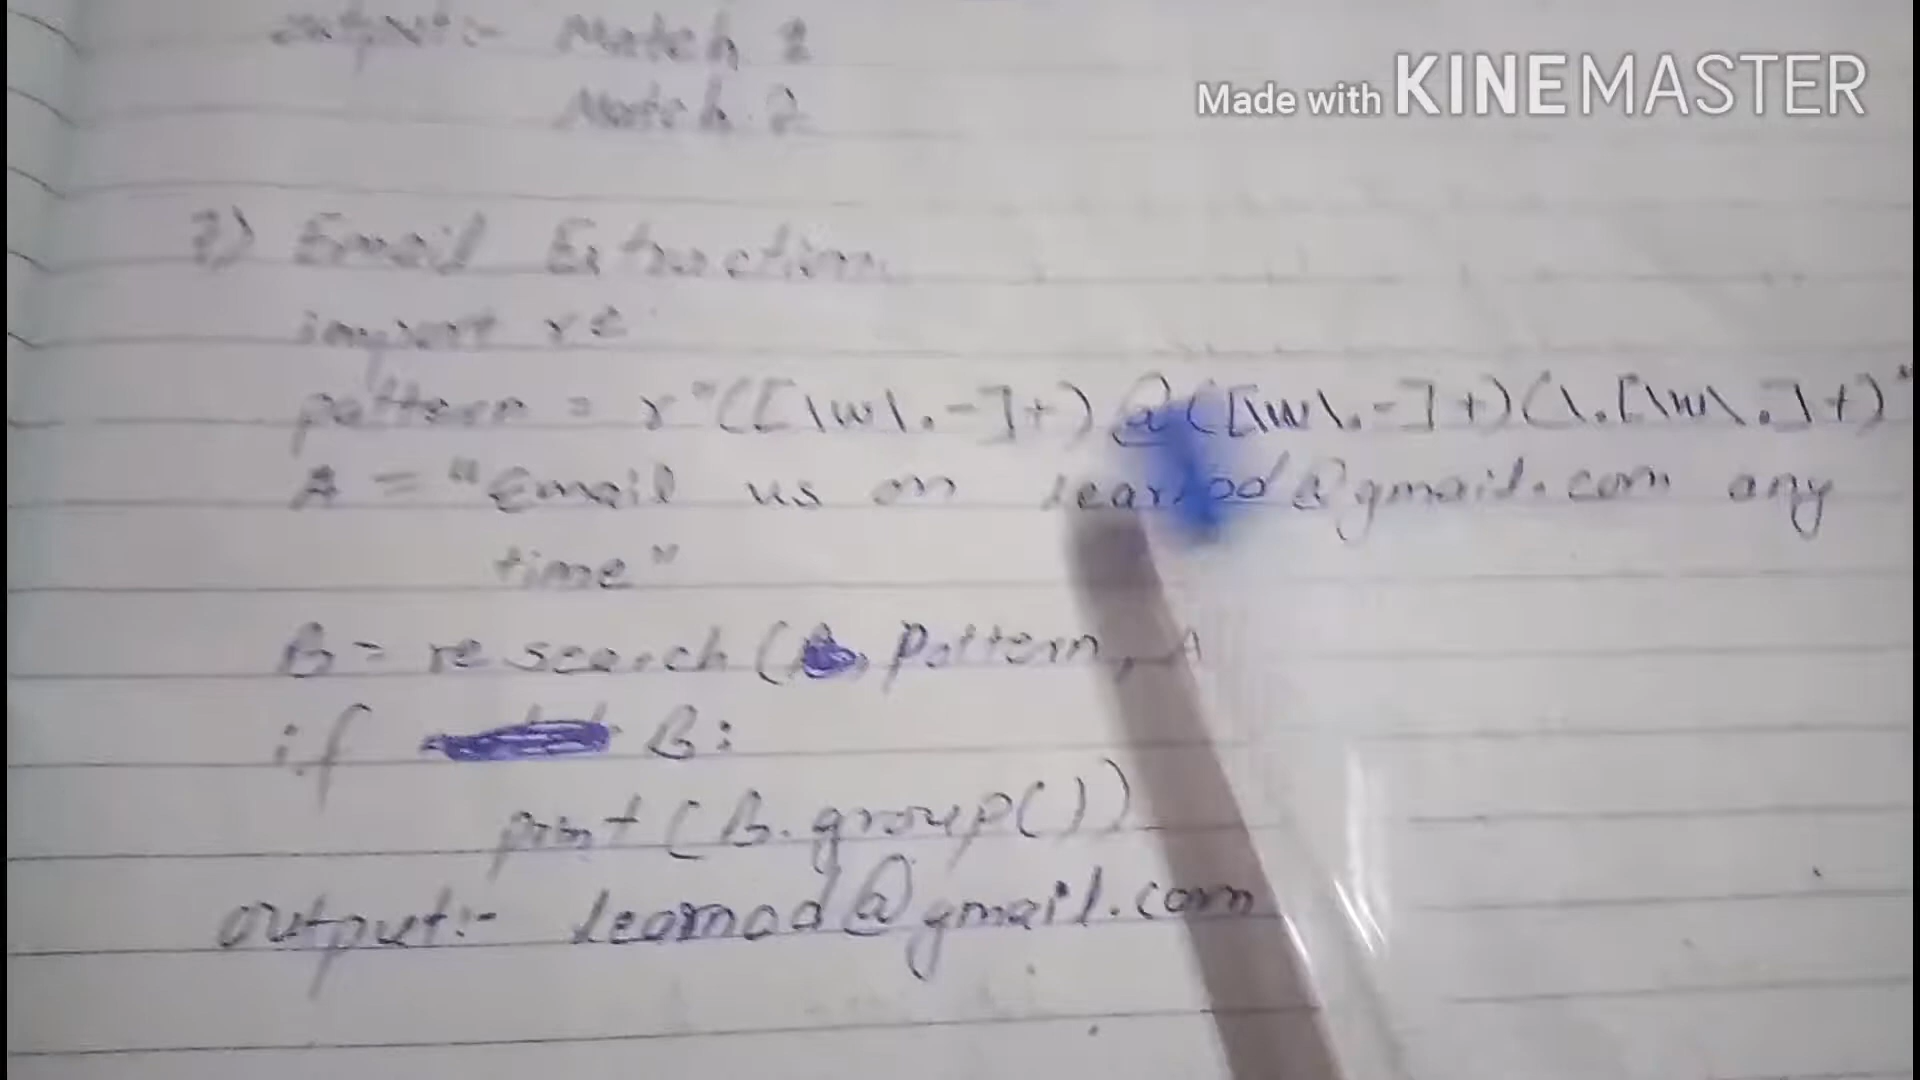 output:- Match 1
Match 2
Made with KINEMASTER
2) Email Extraction
import re
pattern = r"([\w\.-]+)@([\w\.-]+)(\.[\w\.]+)"
A = "Email us on @gmail.com any
time"
B = re search ( pattern, A
if B:
print (B.group())
output:- learnad@gmail.com